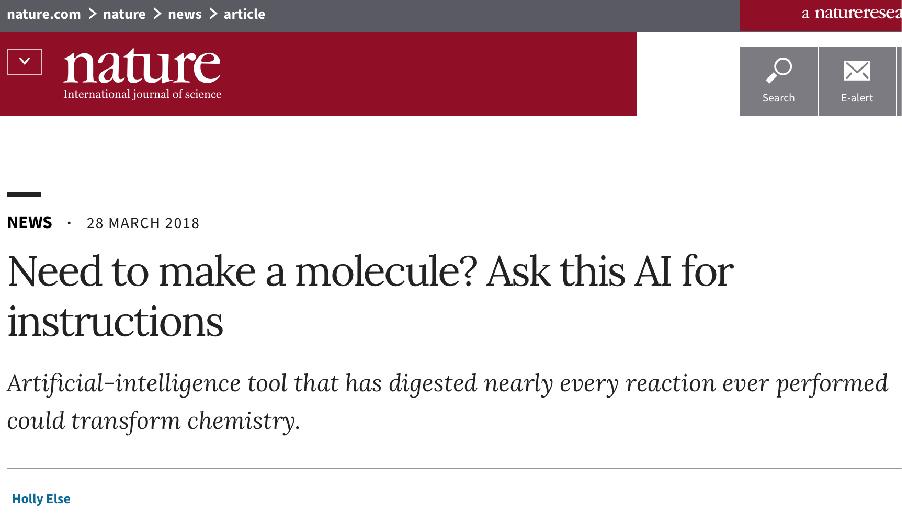 nature.com > nature > news > article
a natureresea
nature
International journal of science
Search
E-alert
NEWS · 28 MARCH 2018
Need to make a molecule? Ask this AI for
instructions
Artificial-intelligence tool that has digested nearly every reaction ever performed
could transform chemistry.
Holly Else